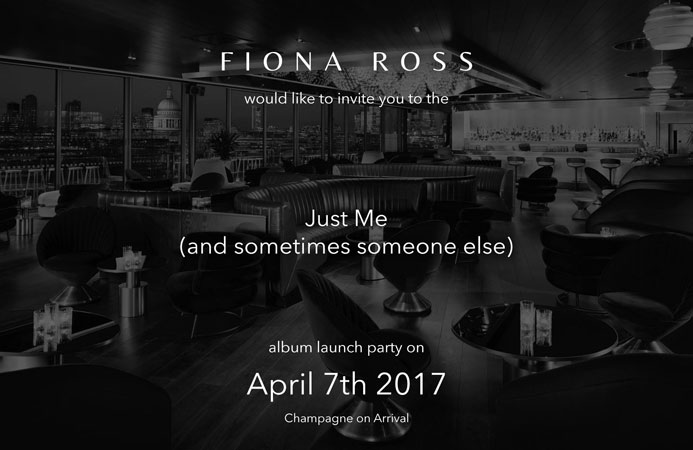 FIONA ROSS
would like to invite you to the
Just Me
(and sometimes someone else)
album launch party on
April 7th 2017
Champagne on Arrival